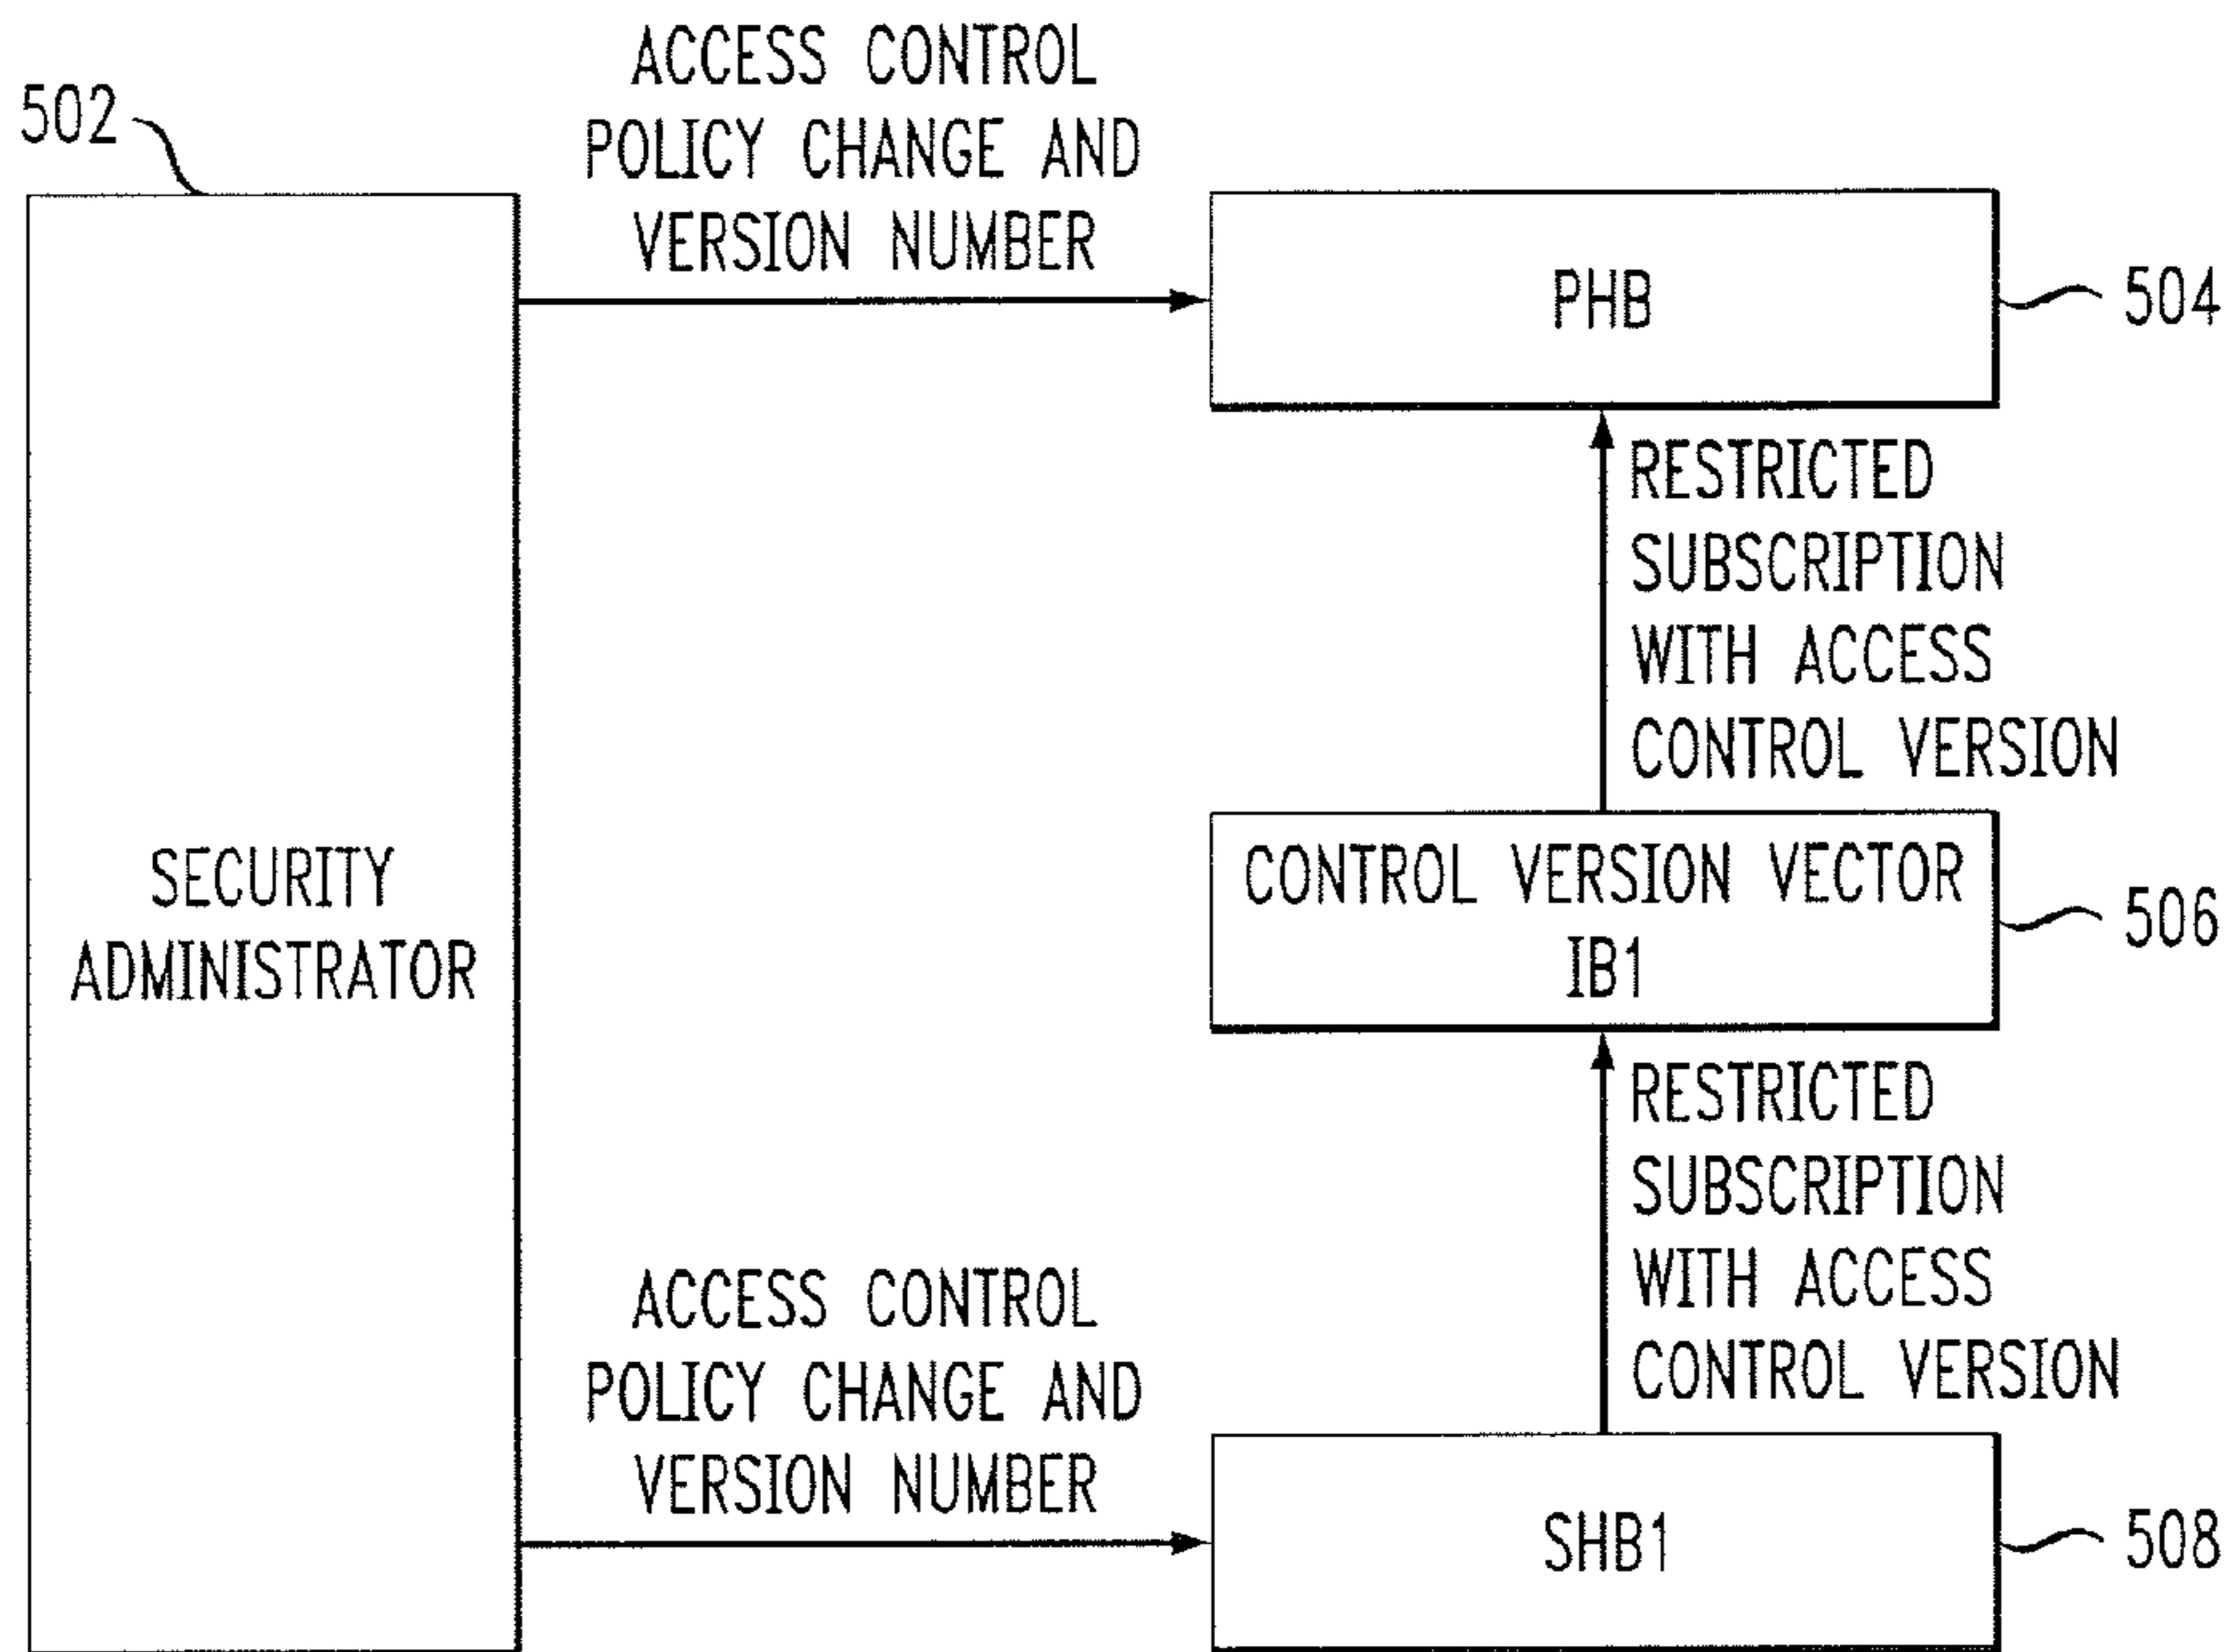 502
ACCESS CONTROL
POLICY CHANGE AND
VERSION NUMBER
PHB
504
RESTRICTED
SUBSCRIPTION
WITH ACCESS
CONTROL VERSION
SECURITY
ADMINISTRATOR
CONTROL VERSION VECTOR
IB1
506
RESTRICTED
SUBSCRIPTION
WITH ACCESS
CONTROL VERSION
ACCESS CONTROL
POLICY CHANGE AND
VERSION NUMBER
SHB1
508